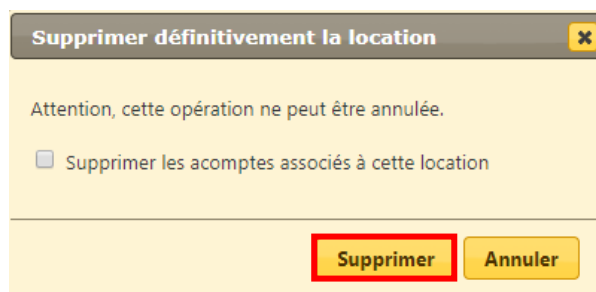 Supprimer définitivement la location
Attention, cette opération ne peut être annulée.
Supprimer les acomptes associés à cette location
Supprimer Annuler